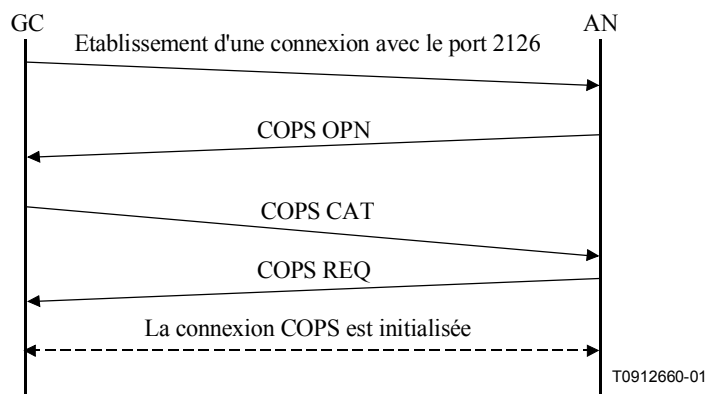 GC
AN
Etablissement d'une connexion avec le port 2126
COPS OPN
COPS CAT
COPS REQ
La connexion COPS est initialisée
T0912660-01